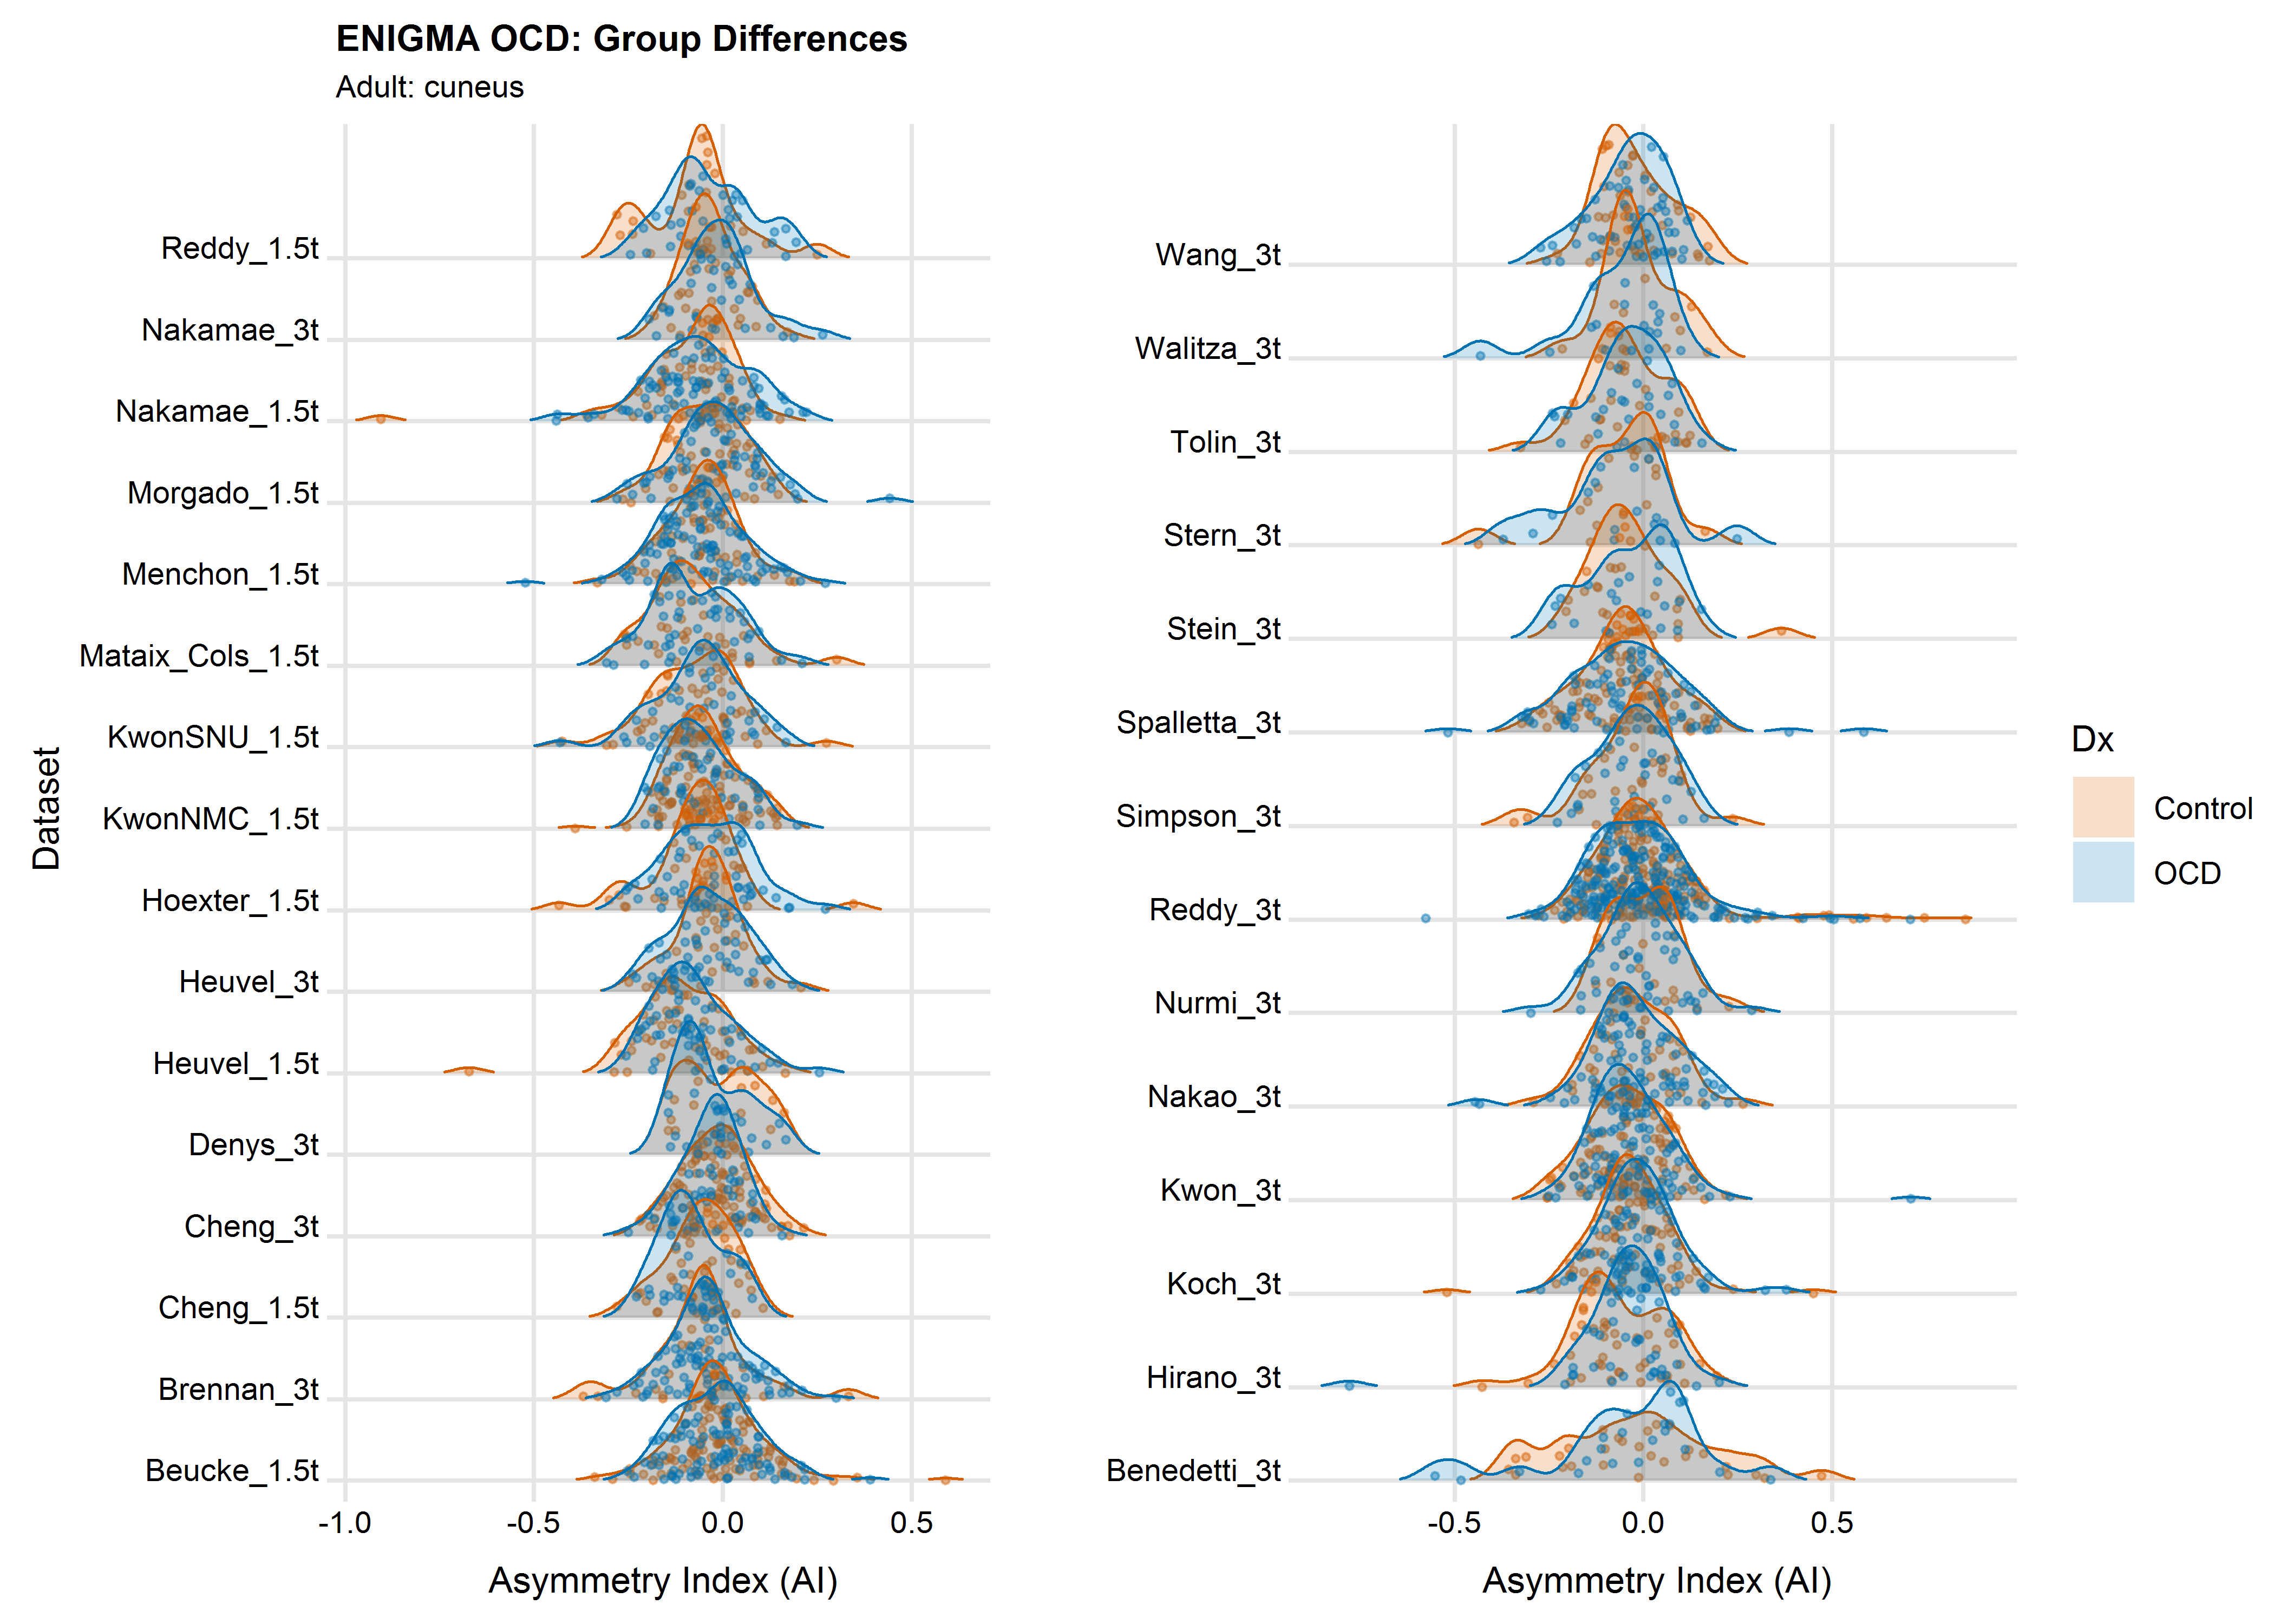 ENIGMA OCD: Group Differences
Adult: cuneus
Dataset
Reddy_1.5t
Nakamae_3t
Nakamae_1.5t
Morgado_1.5t
Menchon_1.5t
Mataix_Cols_1.5t
KwonSNU_1.5t
KwonNMC_1.5t
Hoexter_1.5t
Heuvel_3t
Heuvel_1.5t
Denys_3t
Cheng_3t
Cheng_1.5t
Brennan_3t
Beucke_1.5t
-1.0 -0.5 0.0 0.5
Asymmetry Index (AI)
Wang_3t
Walitza_3t
Tolin_3t
Stern_3t
Stein_3t
Spalletta_3t
Simpson_3t
Reddy_3t
Nurmi_3t
Nakao_3t
Kwon_3t
Koch_3t
Hirano_3t
Benedetti_3t
-0.5 0.0 0.5
Asymmetry Index (AI)
Dx
Control
OCD